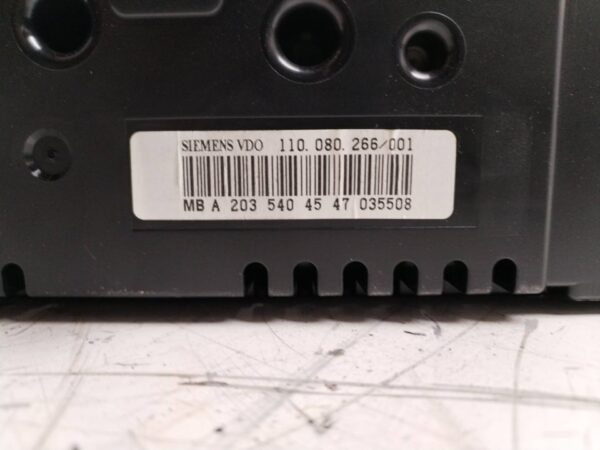 SIEMENS VDO 110.080.266/001
MB A 203 540 45 47 035508